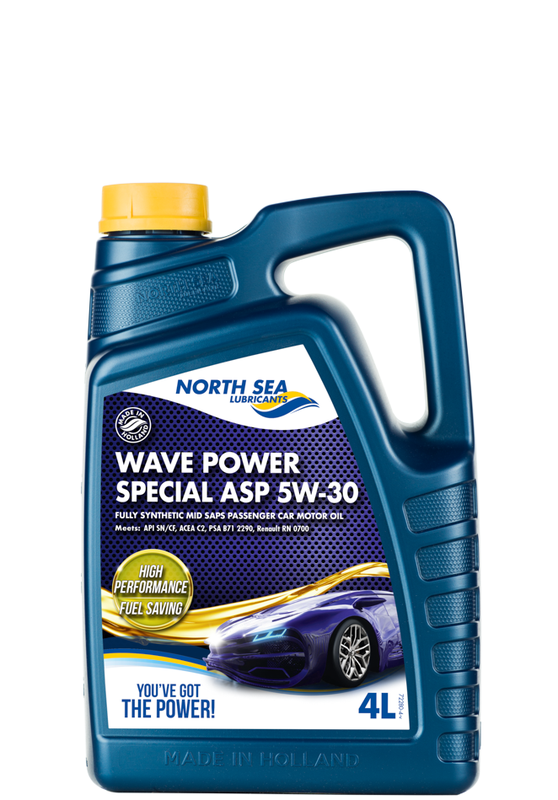 NORTH SEA
LUBRICANTS
MADE IN
HOLLAND
WAVE POWER
SPECIAL ASP 5W-30
FULLY SYNTHETIC MID SAPS PASSENGER CAR MOTOR OIL
Meets: API SN/CF, ACEA C2, PSA B71 2290, Renault RN 0700
HIGH
PERFORMANCE
FUEL SAVING
YOU'VE GOT
THE POWER!
4L
MADE IN HOLLAND